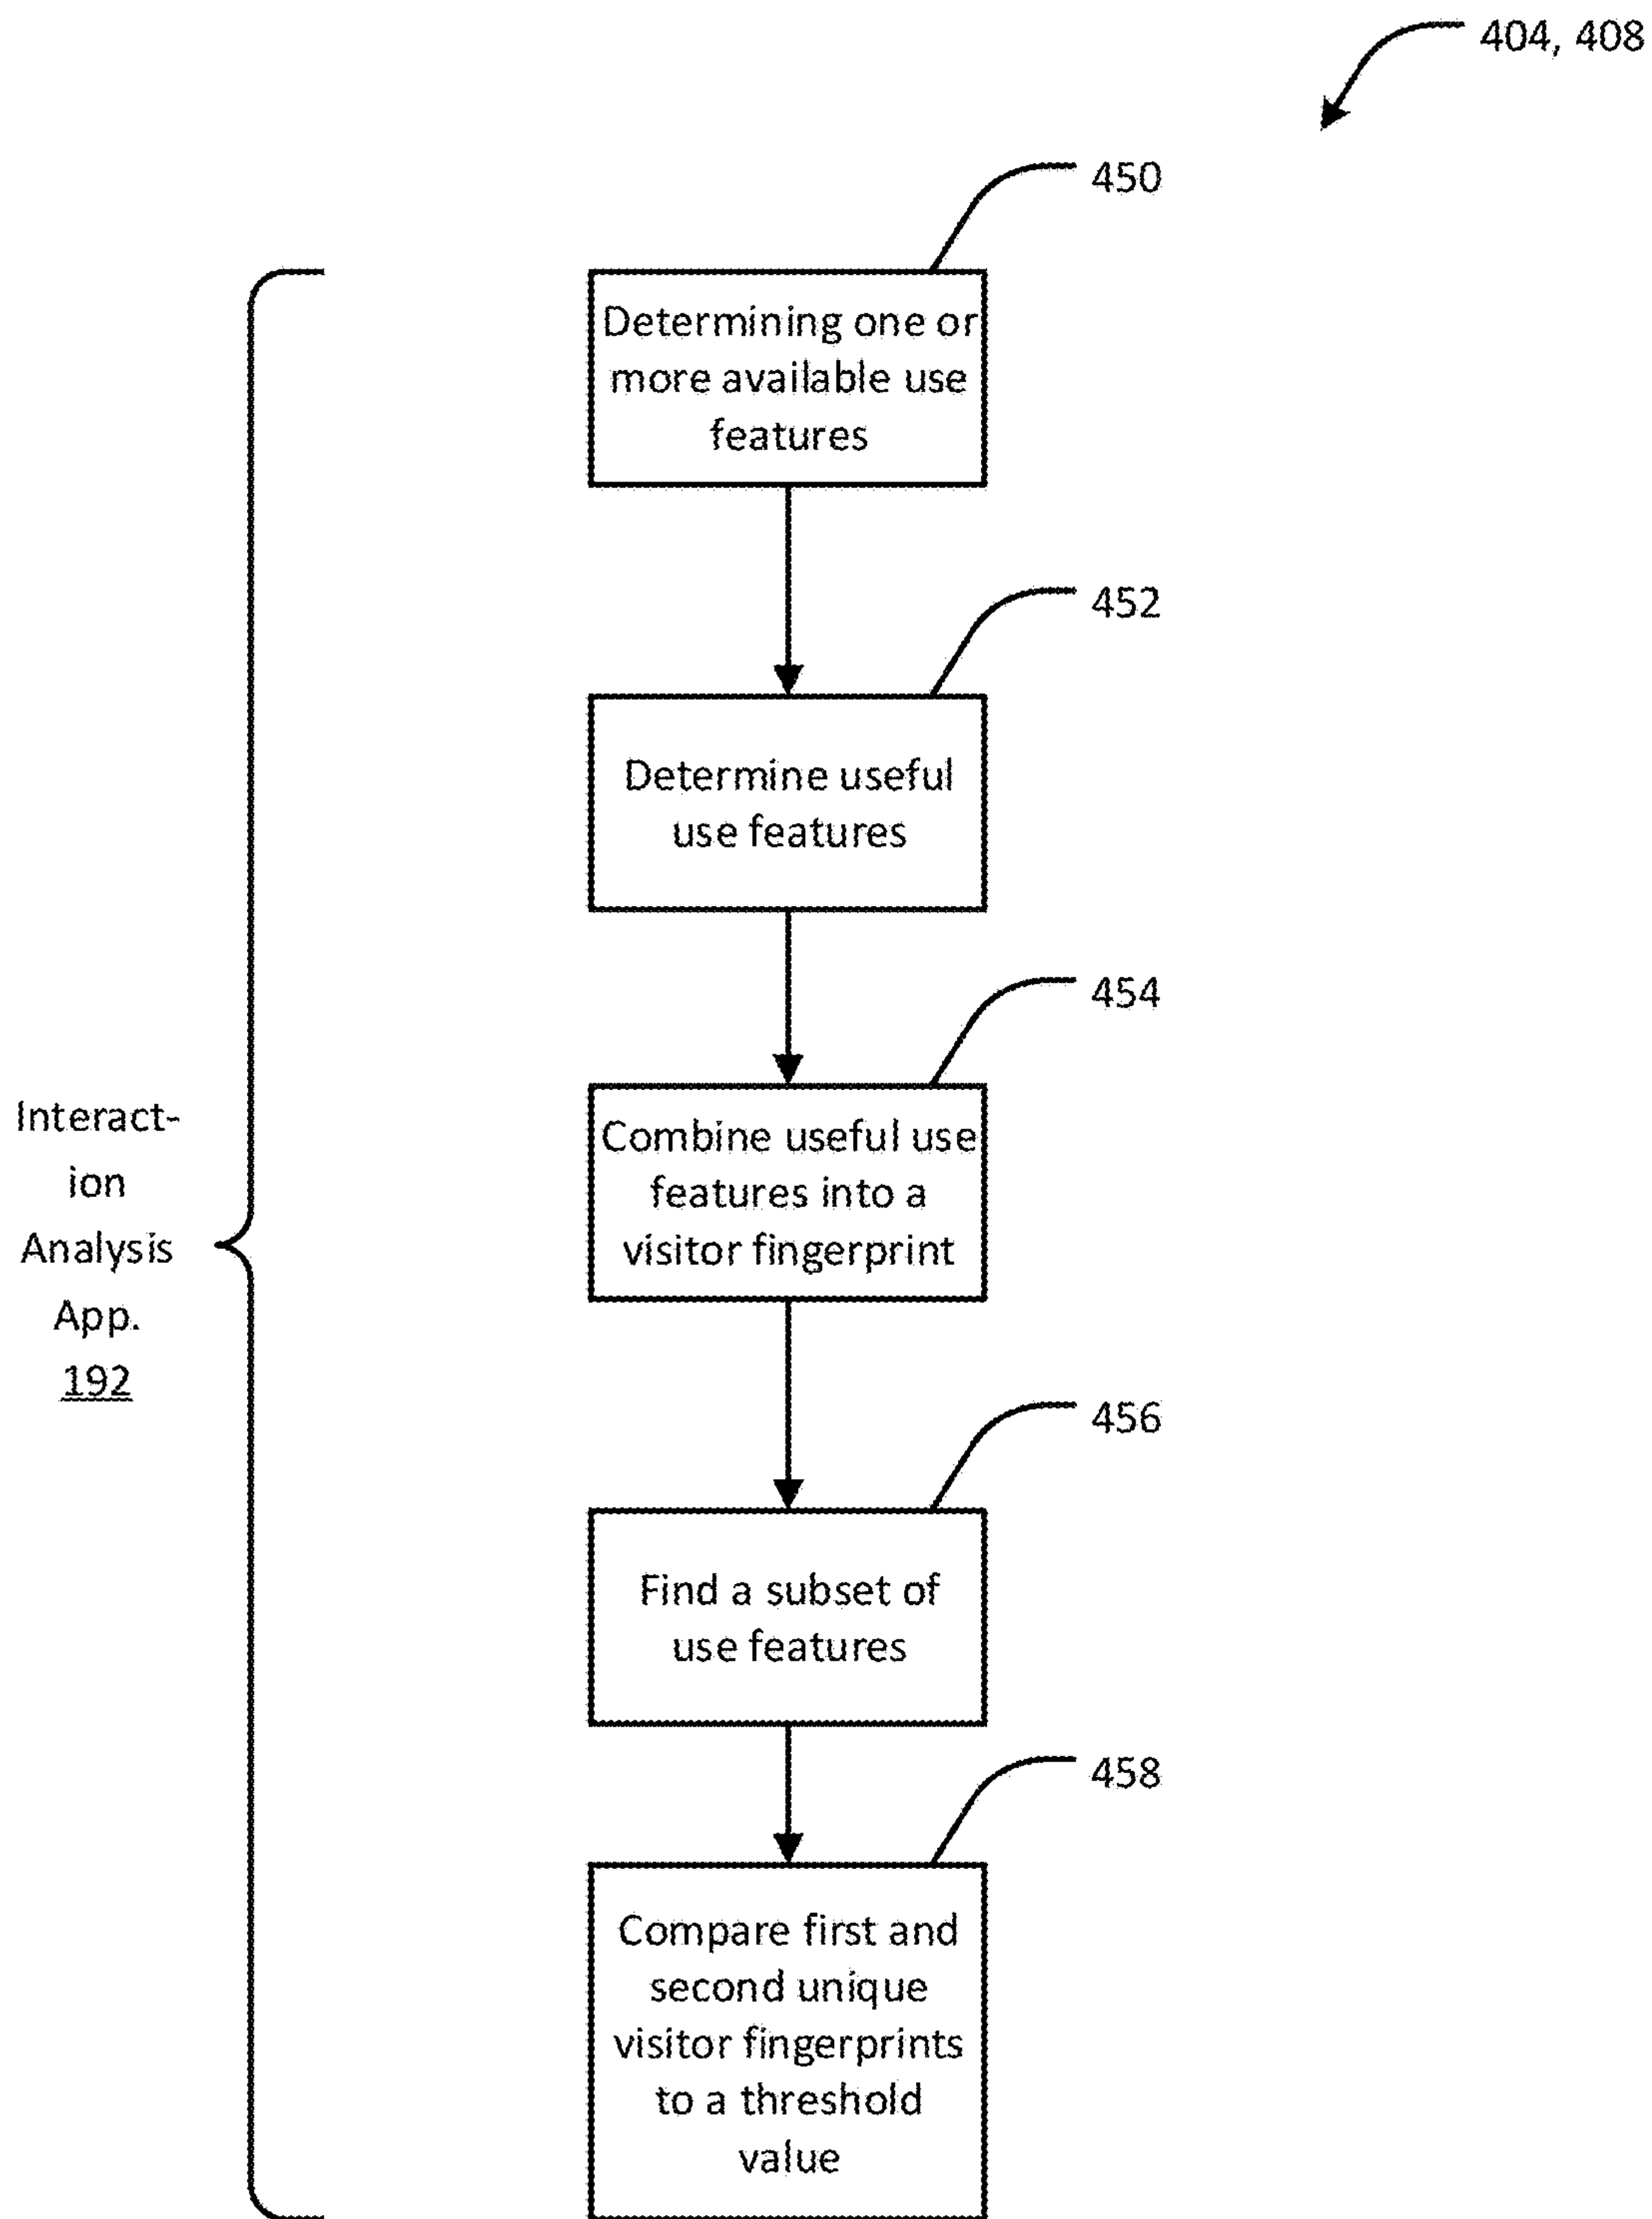 404, 408
450
Determining one or
more available use
features
452
Determine useful
use features
454
Combine useful use
features into a
visitor fingerprint
Interact-
ion
Analysis
App.
192
456
Find a subset of
use features
458
Compare first and
second unique
visitor fingerprints
to a threshold
value